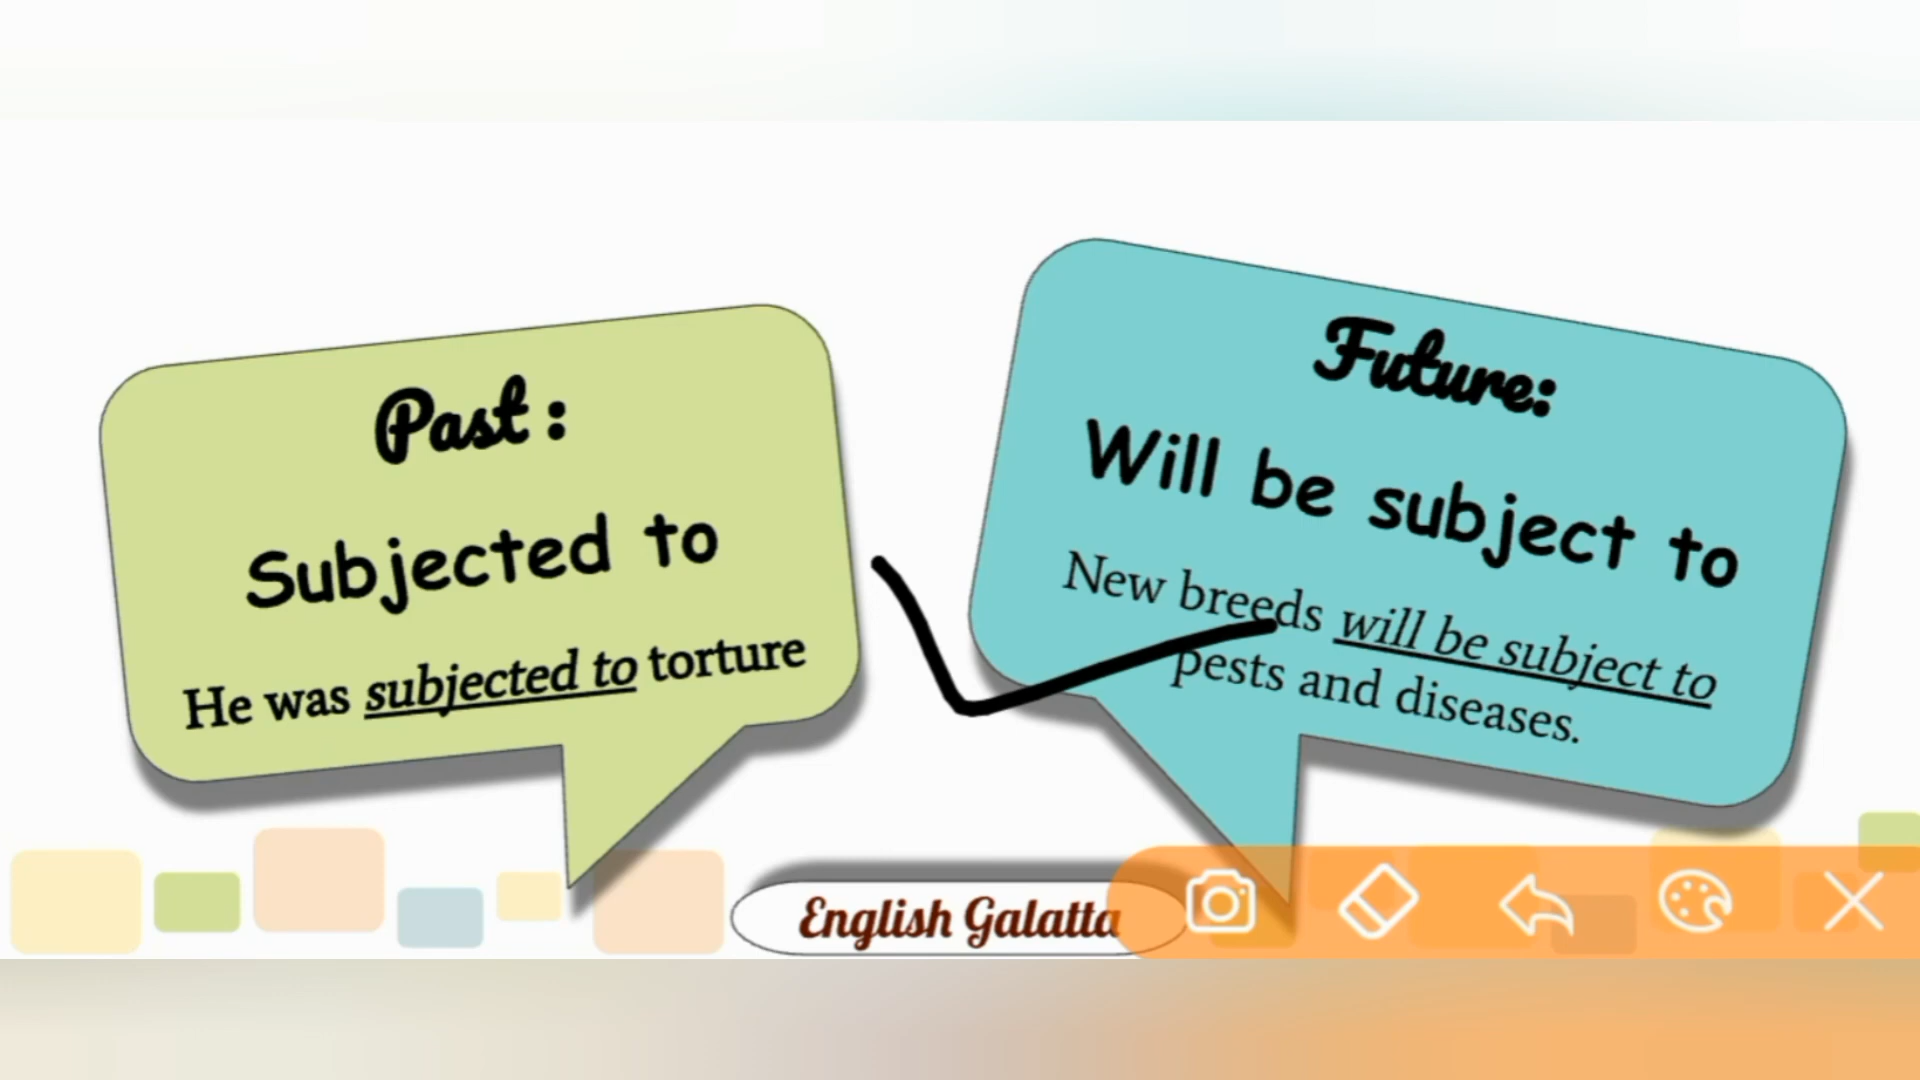 Past :
Subjected to
He was subjected to torture
Future:
Will be subject to
New breeds will be subject to
pests and diseases.
English Galatta